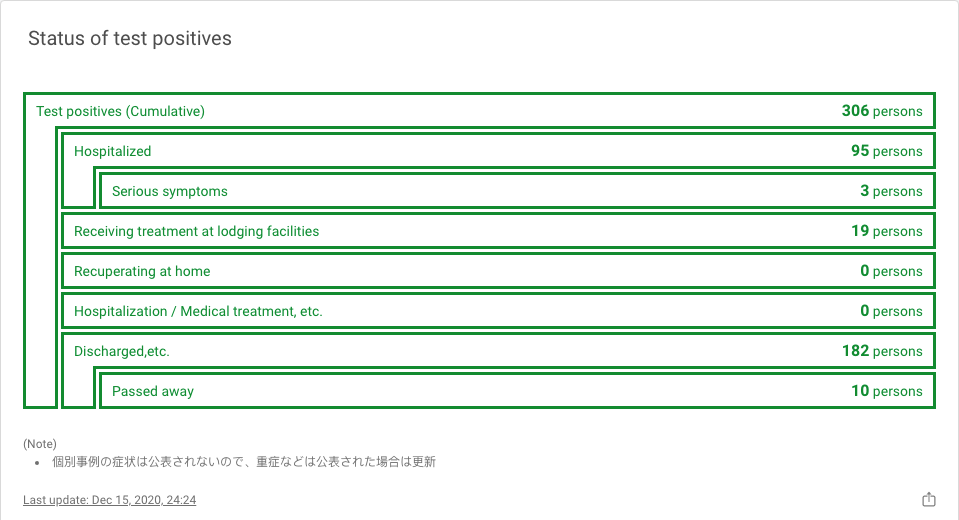 Status of test positives
Test positives (Cumulative) 306 persons
Hospitalized 95 persons
Serious symptoms 3 persons
Receiving treatment at lodging facilities 19 persons
Recuperating at home 0 persons
Hospitalization / Medical treatment, etc. 0 persons
Discharged,etc. 182 persons
Passed away 10 persons
(Note)
• 個別事例の症状は公表されないので、重症などは公表された場合は更新
Last update: Dec 15, 2020, 24:24